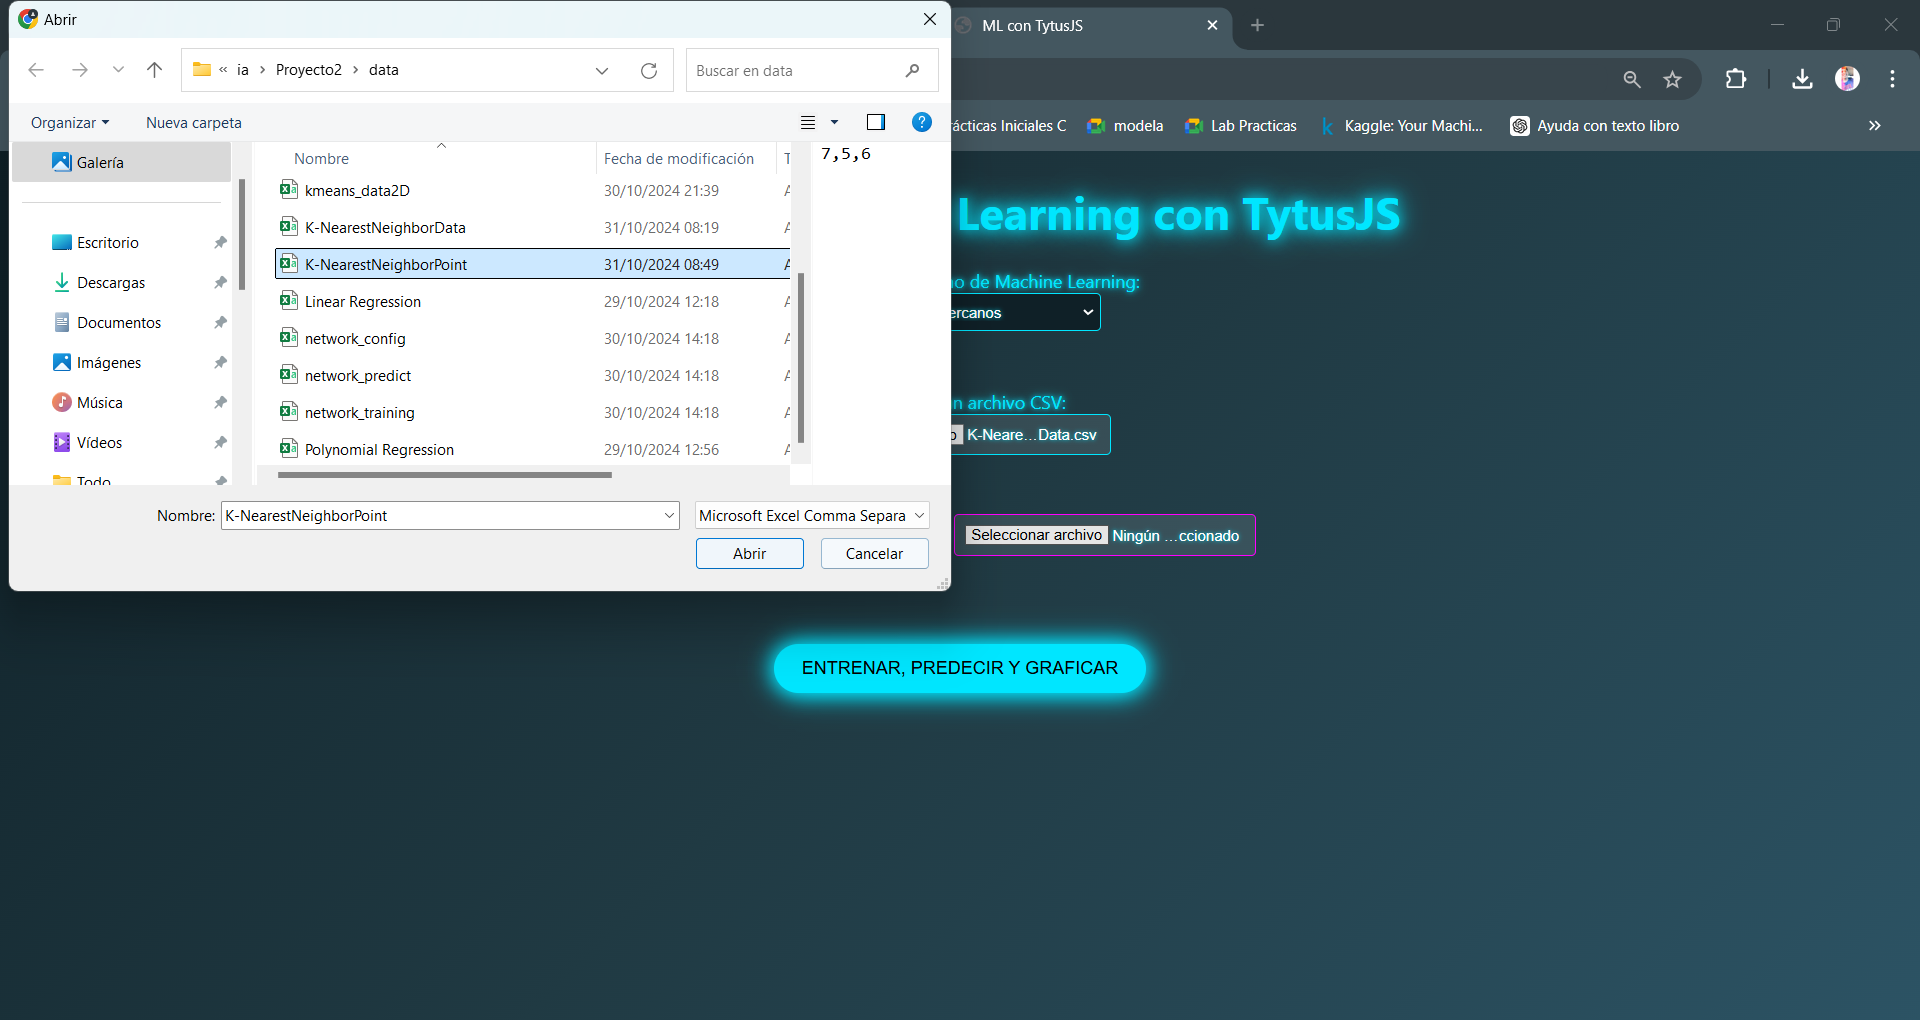 Abrir
ML con TytusJS
« ia > Proyecto2 > data
Buscar en data
Organizar
Nueva carpeta
ácticas Iniciales C
modela
Lab Practicas
Kaggle: Your Machi...
Ayuda con texto libro
Galería
Escritorio
Descargas
Documentos
Imágenes
Música
Vídeos
Todo
Nombre
Fecha de modificación
T
kmeans_data2D
30/10/2024 21:39
A
K-NearestNeighborData
31/10/2024 08:19
A
K-NearestNeighborPoint
31/10/2024 08:49
A
Linear Regression
29/10/2024 12:18
A
network_config
30/10/2024 14:18
A
network_predict
30/10/2024 14:18
A
network_training
30/10/2024 14:18
A
Polynomial Regression
29/10/2024 12:56
A
7,5,6
Nombre:
K-NearestNeighborPoint
Microsoft Excel Comma Separa
Abrir
Cancelar
Learning con TytusJS
o de Machine Learning:
ercanos
n archivo CSV:
o K-Neare...Data.csv
Seleccionar archivo Ningún ...ccionado
ENTRENAR, PREDECIR Y GRAFICAR